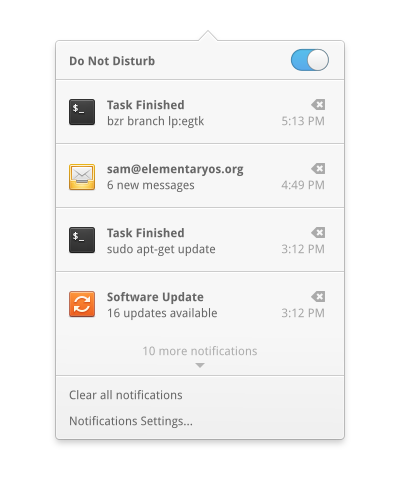 Do Not Disturb
$_
Task Finished
bzr branch lp:egtk
5:13 PM
sam@elementaryos.org
6 new messages
4:49 PM
$_
Task Finished
sudo apt-get update
3:12 PM
Software Update
16 updates available
3:12 PM
10 more notifications
Clear all notifications
Notifications Settings...